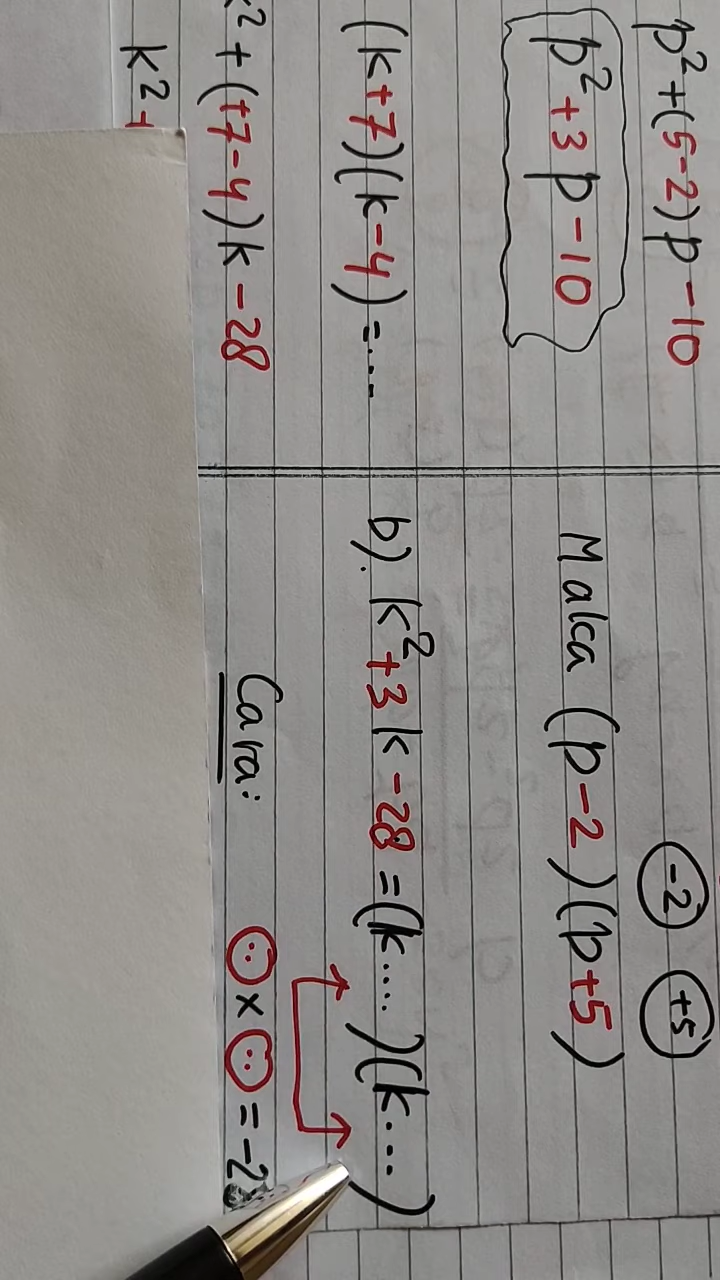 p²+(5-2)p-10
p²+3p-10
(k+7)(k-4)=...
²+(+7-4)k-28
k²+
-2 +5
Maka (p-2)(p+5)
b). k²+3k-28=(k....)(k...)
Cara: .. x .. = -28